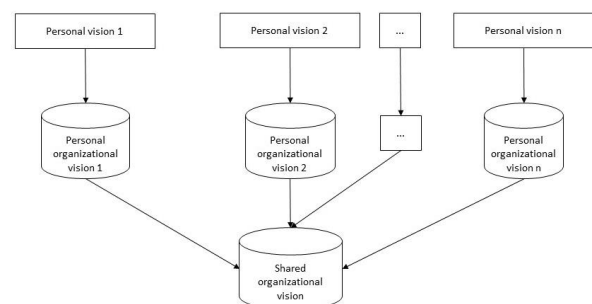 Personal vision 1
Personal vision 2
...
Personal vision n
Personal
organizational
vision 1
Personal
organizational
vision 2
...
Personal
organizational
vision n
Shared
organizational
vision